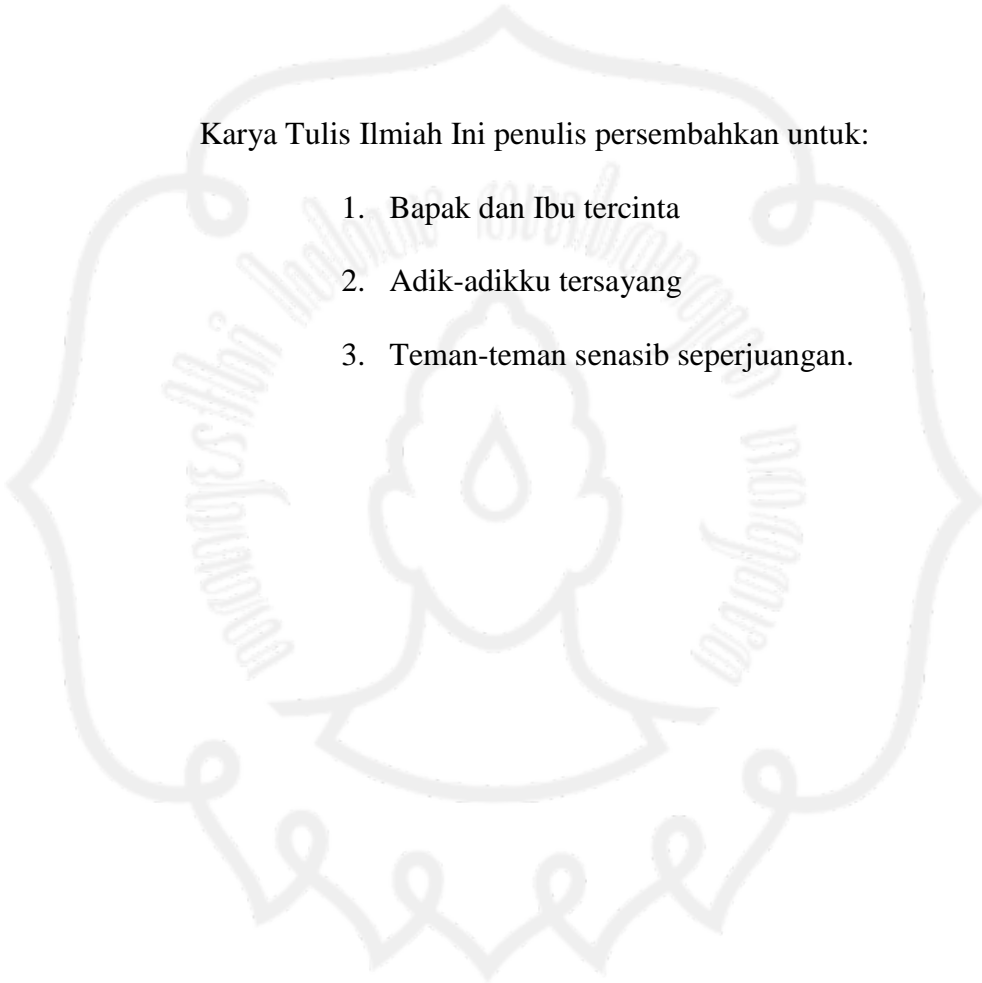 Karya Tulis Ilmiah Ini penulis persembahkan untuk:
1. Bapak dan Ibu tercinta
2. Adik-adikku tersayang
3. Teman-teman senasib seperjuangan.